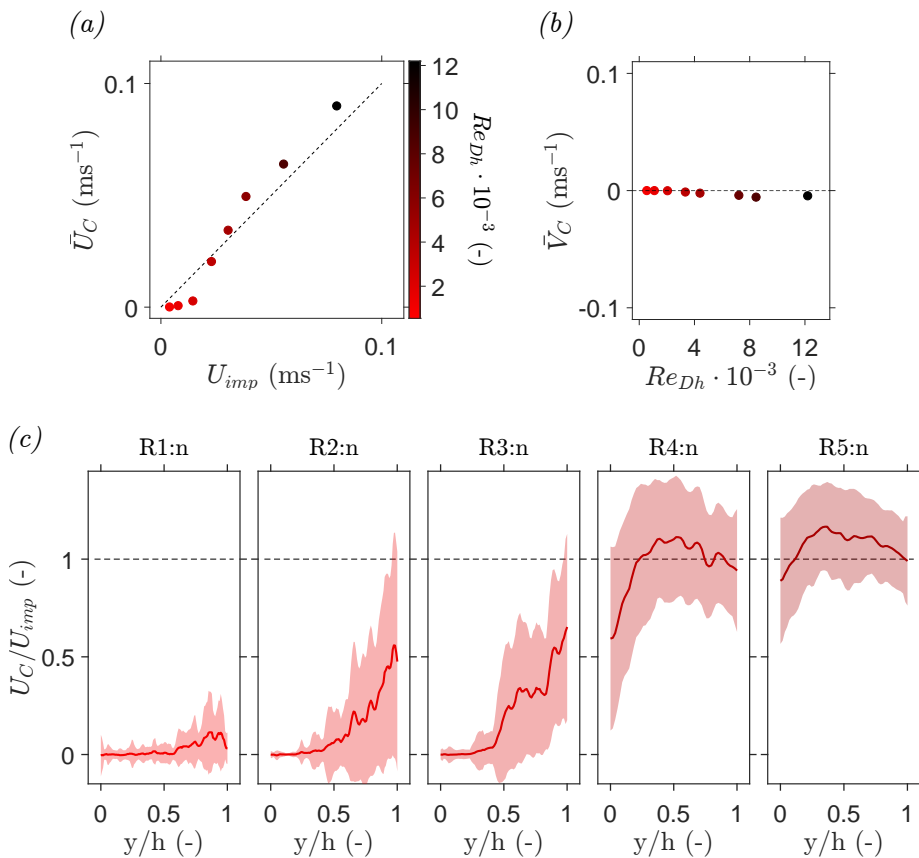 (a)
0.1
0
Ū_C (ms⁻¹)
0
0.1
U_imp (ms⁻¹)
12
10
8
6
4
2
Re_Dh · 10⁻³ (-)
(b)
0.1
0
-0.1
V̄_C (ms⁻¹)
0
4
8
12
Re_Dh · 10⁻³ (-)
(c)
R1:n R2:n R3:n R4:n R5:n
1
0.5
0
U_C/U_imp (-)
0 0.5 1 0 0.5 1 0 0.5 1 0 0.5 1 0 0.5 1
y/h (-) y/h (-) y/h (-) y/h (-) y/h (-)